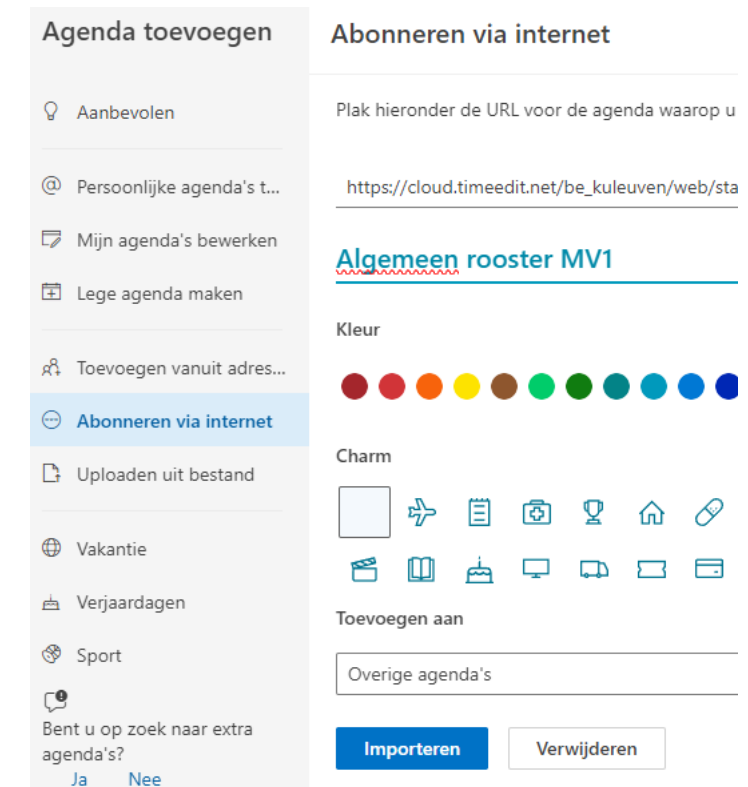 Agenda toevoegen
Aanbevolen
Persoonlijke agenda's t...
Mijn agenda's bewerken
Lege agenda maken
Toevoegen vanuit adres...
Abonneren via internet
Uploaden uit bestand
Vakantie
Verjaardagen
Sport
Bent u op zoek naar extra
agenda's?
Ja Nee
Abonneren via internet
Plak hieronder de URL voor de agenda waarop u
https://cloud.timeedit.net/be_kuleuven/web/sta
Algemeen rooster MV1
Kleur
Charm
Toevoegen aan
Overige agenda's
Importeren Verwijderen